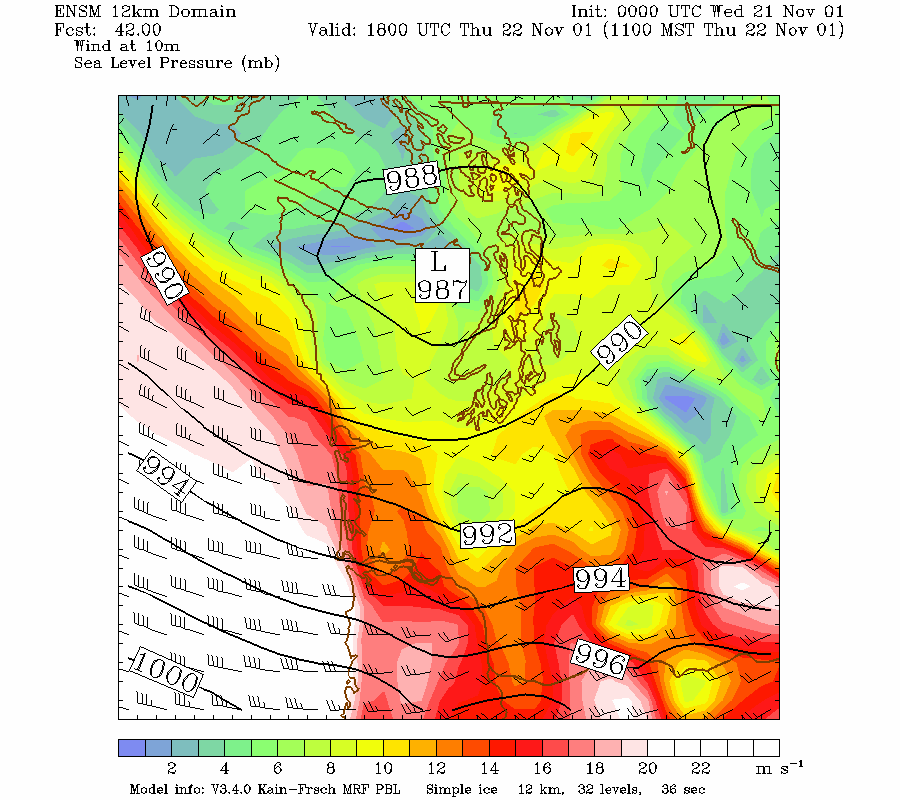 ENSM 12km Domain Init: 0000 UTC Wed 21 Nov 01
Fcst: 42.00 Valid: 1800 UTC Thu 22 Nov 01 (1100 MST Thu 22 Nov 01)
Wind at 10m
Sea Level Pressure (mb)
988
990
L
987
990
994
992
994
996
1000
2 4 6 8 10 12 14 16 18 20 22 m s⁻¹
Model info: V3.4.0 Kain-Frsch MRF PBL Simple ice 12 km, 32 levels, 36 sec